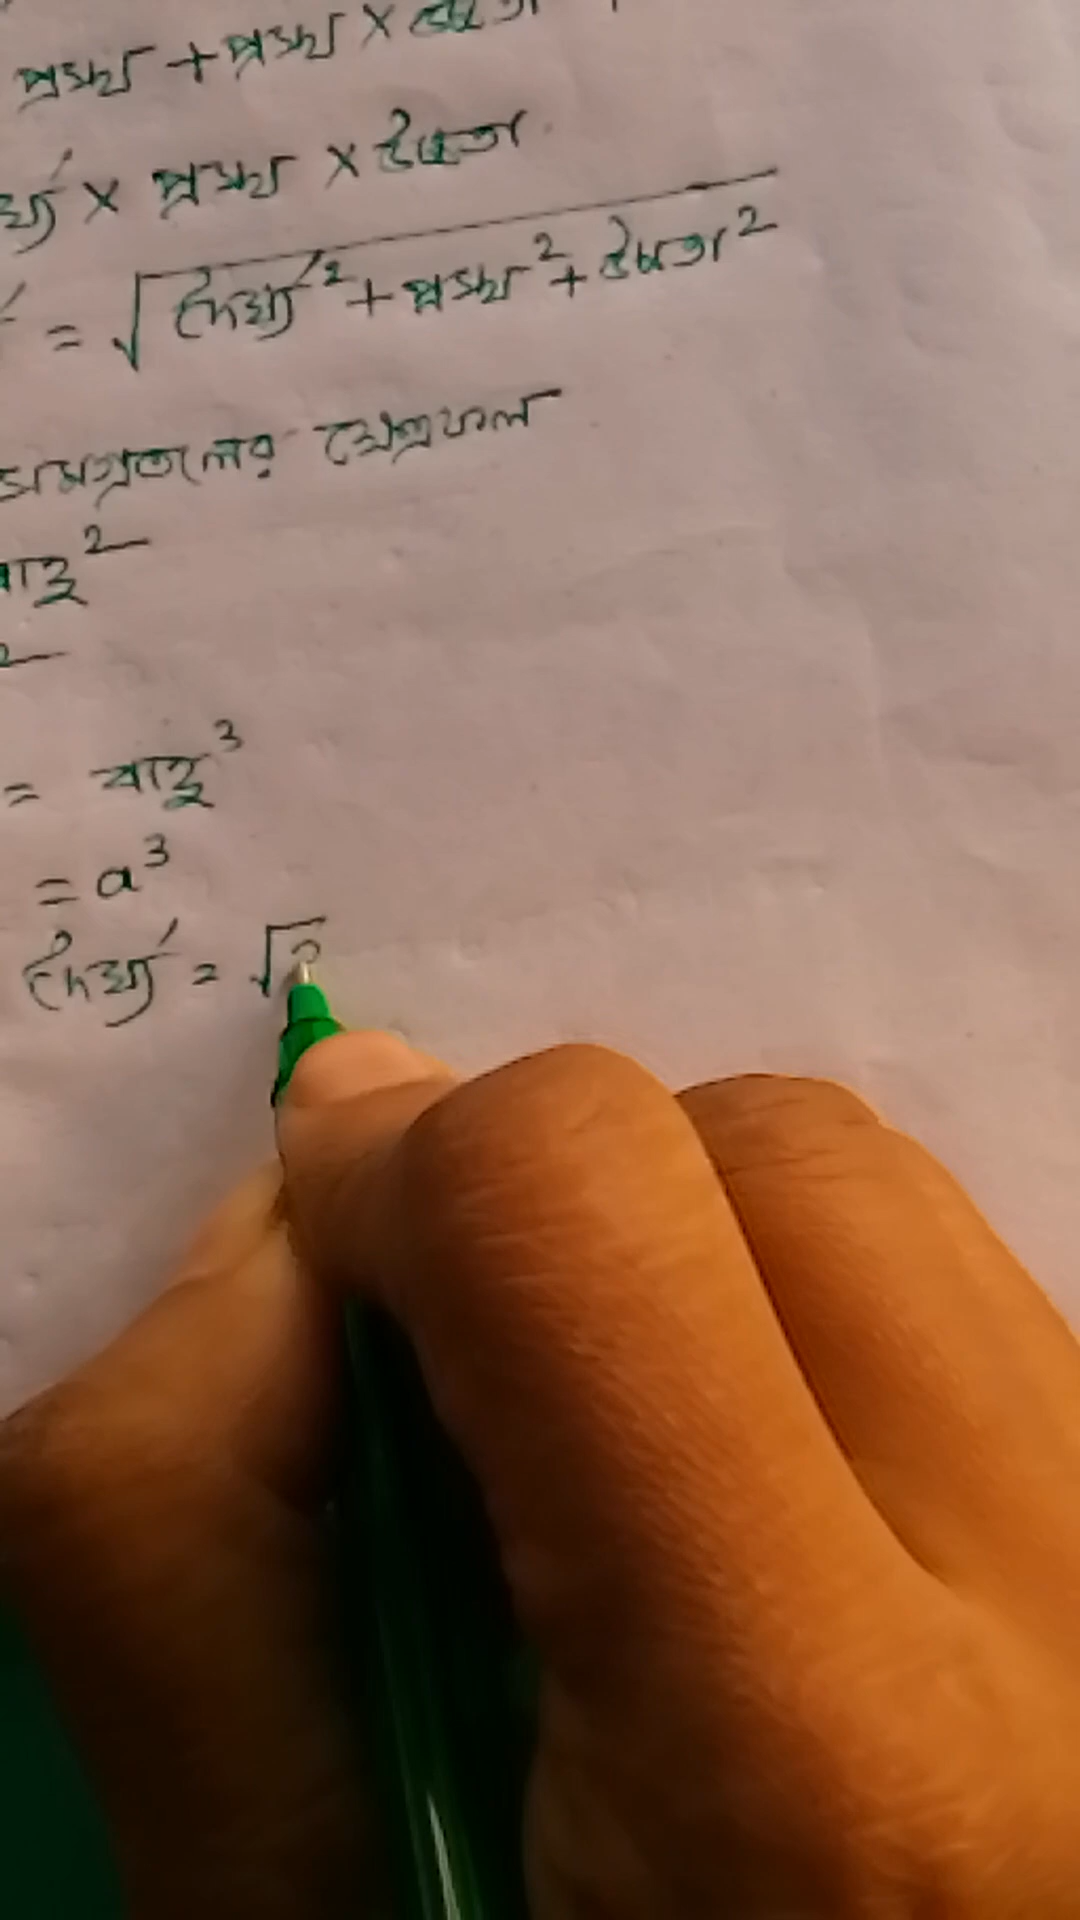 প্রস্থ + প্রস্থ × উচ্চতা
× প্রস্থ × উচ্চতা
= √দৈর্ঘ্য² + প্রস্থ² + উচ্চতা²
সমগ্রতলের ক্ষেত্রফল
বাহু²
2
= বাহু³
= a³
দৈর্ঘ্য = √